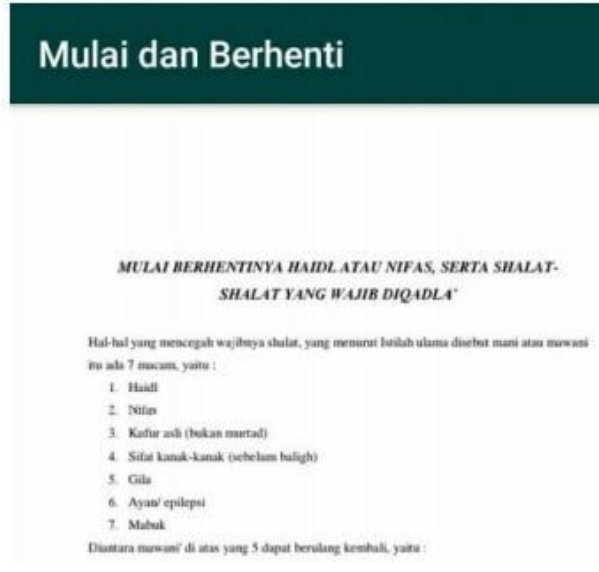 Mulai dan Berhenti
MULAI BERHENTINYA HAIDL ATAU NIFAS, SERTA SHALAT-
SHALAT YANG WAJIB DIQADLA'
Hal-hal yang mencegah wajibnya shalat, yang menurut Istilah ulama disebut mani atau mawani
itu ada 7 macam, yaitu :
1. Haidl
2. Nifas
3. Kufur asli (bukan murtad)
4. Sifat kanak-kanak (sebelum baligh)
5. Gila
6. Ayan/ epilepsi
7. Mabuk
Diantara mawani' di atas yang 5 dapat berulang kembali, yaitu :